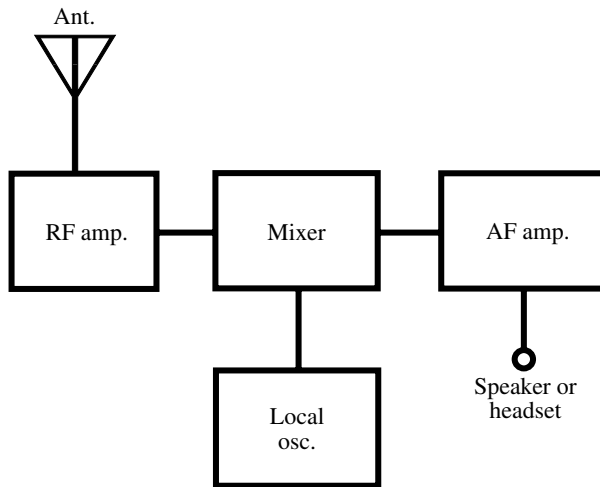 Ant.
RF amp.
Mixer
AF amp.
Speaker or
headset
Local
osc.